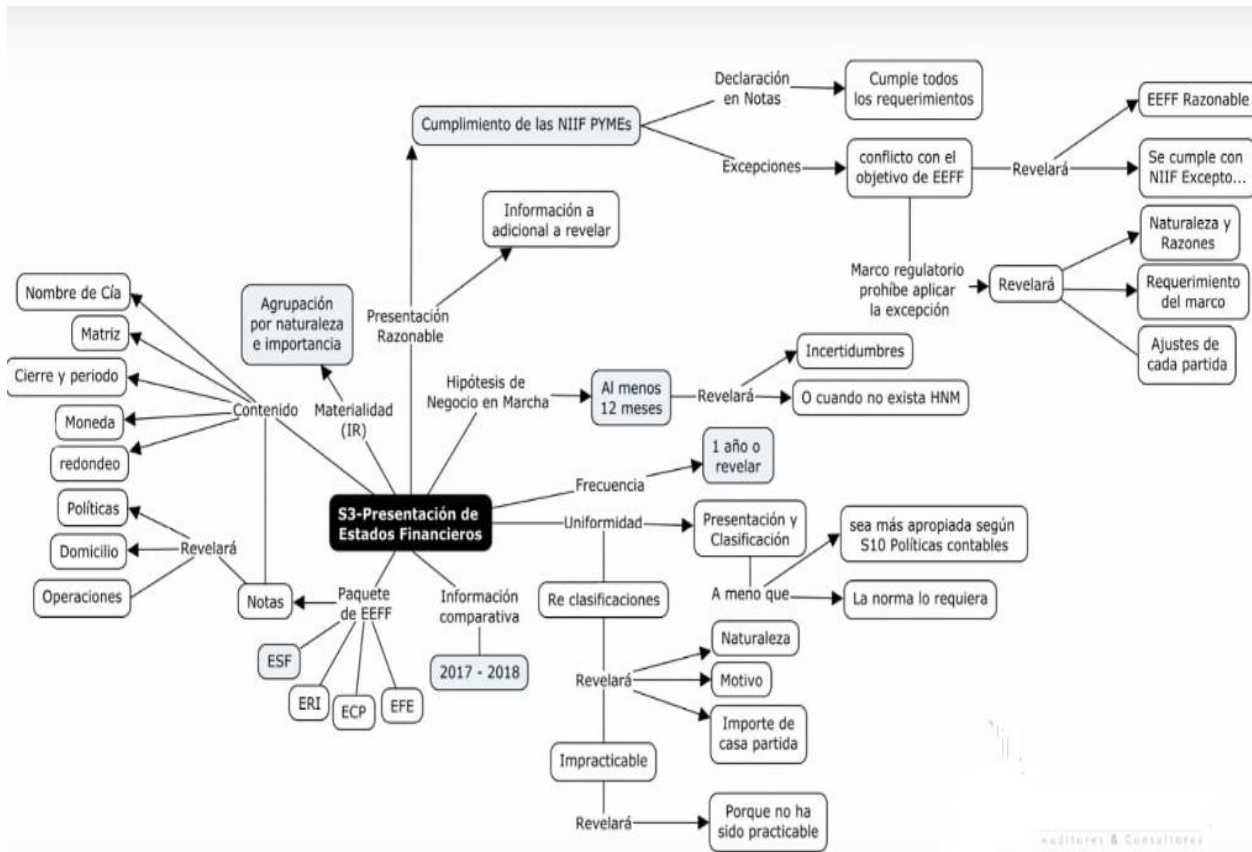 Declaración
en Notas
Cumple todos
los requerimientos
Cumplimiento de las NIIF PYMEs
Excepciones
conflicto con el
objetivo de EEFF
Revelará
EEFF Razonable
Se cumple con
NIIF Excepto...
Marco regulatorio
prohíbe aplicar
la excepción
Revelará
Naturaleza y
Razones
Requerimiento
del marco
Ajustes de
cada partida
Información a
adicional a revelar
Presentación
Razonable
Agrupación
por naturaleza
e importancia
Materialidad
(IR)
Nombre de Cía
Matriz
Cierre y periodo
Moneda
redondeo
Contenido
Hipótesis de
Negocio en Marcha
Al menos
12 meses
Revelará
Incertidumbres
O cuando no exista HNM
1 año o
revelar
Frecuencia
S3-Presentación de
Estados Financieros
Uniformidad
Presentación y
Clasificación
A meno que
sea más apropiada según
S10 Políticas contables
La norma lo requiera
Políticas
Domicilio
Operaciones
Revelará
Notas
Paquete
de EEFF
ESF
ERI
ECP
EFE
Información
comparativa
2017 - 2018
Re clasificaciones
Revelará
Naturaleza
Motivo
Importe de
casa partida
Impracticable
Revelará
Porque no ha
sido practicable
Auditores & Consultores